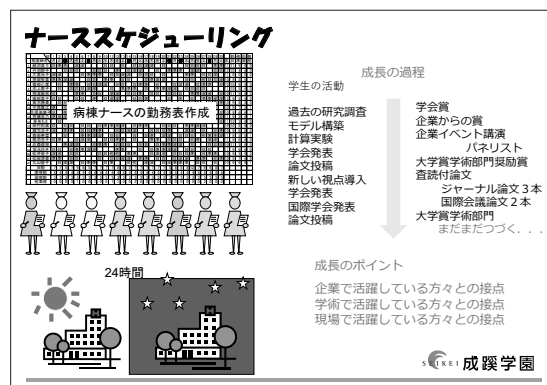 ナーススケジューリング
病棟ナースの勤務表作成
24時間
成長の過程
学生の活動
過去の研究調査
モデル構築
計算実験
学会発表
論文投稿
新しい視点導入
学会発表
国際学会発表
論文投稿
学会賞
企業からの賞
企業イベント講演
パネリスト
大学賞学術部門奨励賞
査読付論文
ジャーナル論文３本
国際会議論文２本
大学賞学術部門
まだまだつづく．．．
成長のポイント
企業で活躍している方々との接点
学術で活躍している方々との接点
現場で活躍している方々との接点
SEIKEI 成蹊学園